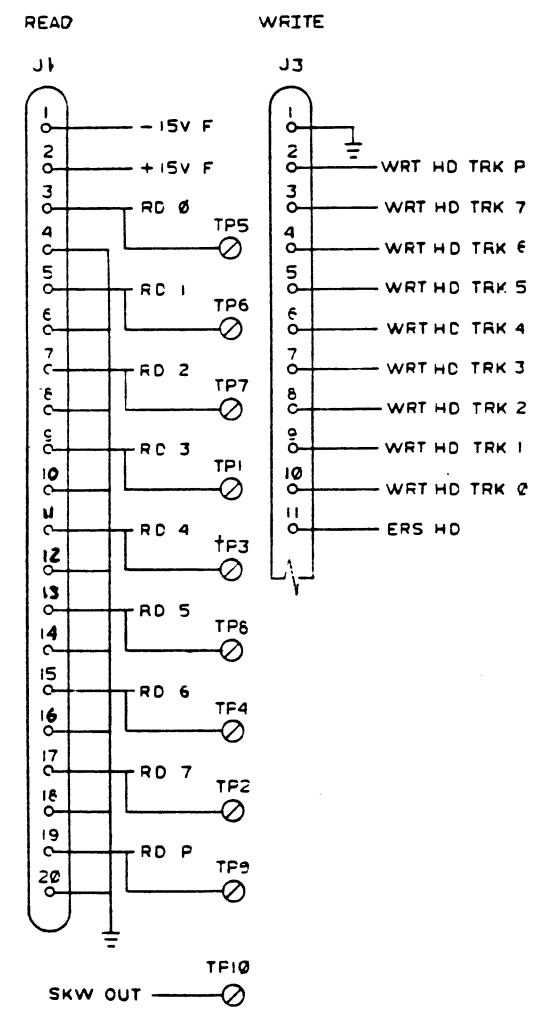 READ
J1
1
-15V F
2
+15V F
3
RD Ø
TP5
4
5
RD 1
TP6
6
7
RD 2
TP7
8
9
RD 3
TP1
10
11
RD 4
TP3
12
13
RD 5
TP8
14
15
RD 6
TP4
16
17
RD 7
TP2
18
19
RD P
TP9
2Ø
TP1Ø
SKW OUT
WRITE
J3
1
2
WRT HD TRK P
3
WRT HD TRK 7
4
WRT HD TRK 6
5
WRT HD TRK 5
6
WRT HD TRK 4
7
WRT HD TRK 3
8
WRT HD TRK 2
9
WRT HD TRK 1
1Ø
WRT HD TRK Ø
11
ERS HD